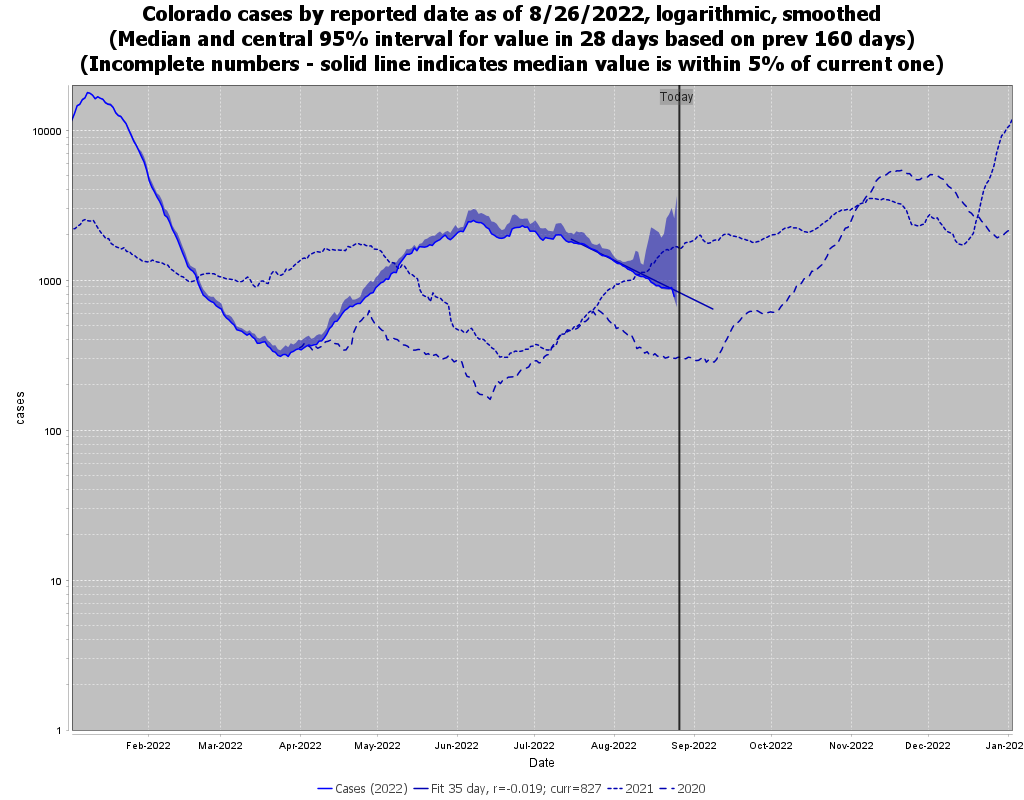 Colorado cases by reported date as of 8/26/2022, logarithmic, smoothed
(Median and central 95% interval for value in 28 days based on prev 160 days)
(Incomplete numbers - solid line indicates median value is within 5% of current one)
Today
10000
1000
100
10
1
cases
Feb-2022 Mar-2022 Apr-2022 May-2022 Jun-2022 Jul-2022 Aug-2022 Sep-2022 Oct-2022 Nov-2022 Dec-2022 Jan-202
Date
Cases (2022) Fit 35 day, r=-0.019; curr=827 2021 2020